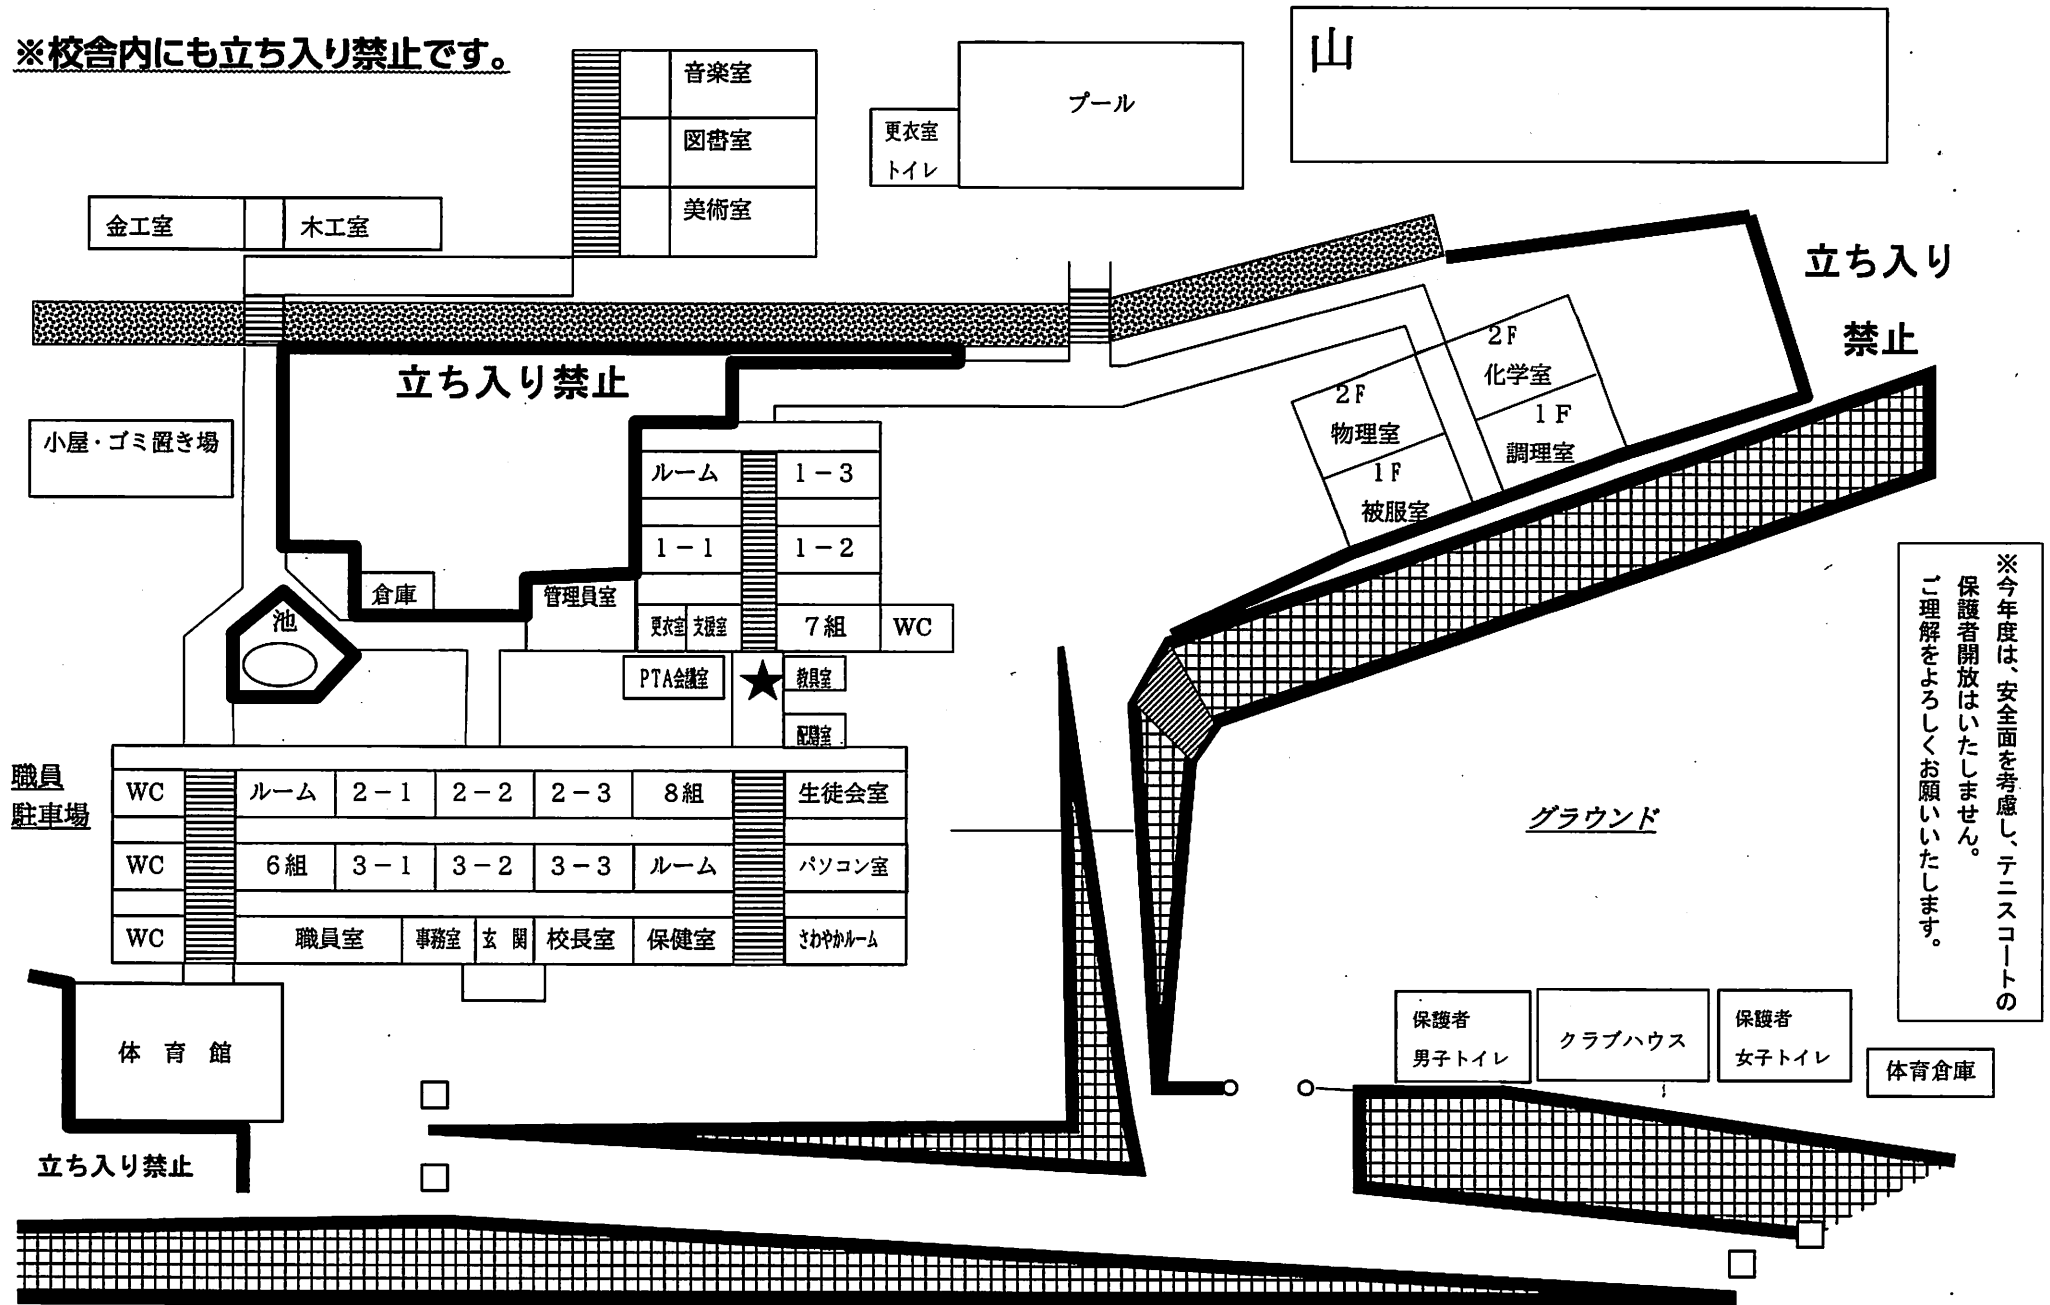 ※校舎内にも立ち入り禁止です。
音楽室
図書室
美術室
更衣室
トイレ
プール
山
金工室
木工室
立ち入り
禁止
立ち入り禁止
小屋・ゴミ置き場
2F
化学室
1F
調理室
2F
物理室
1F
被服室
ルーム
1-3
1-1
1-2
倉庫
管理員室
更衣室
支援室
7組
WC
池
PTA会議室
★
教具室
配膳室
職員
駐車場
WC
ルーム
2-1
2-2
2-3
8組
生徒会室
WC
6組
3-1
3-2
3-3
ルーム
パソコン室
WC
職員室
事務室
玄 関
校長室
保健室
さわやかルーム
グラウンド
※今年度は、安全面を考慮し、テニスコートの
保護者開放はいたしません。
ご理解をよろしくお願いいたします。
体 育 館
立ち入り禁止
保護者
男子トイレ
クラブハウス
保護者
女子トイレ
体育倉庫